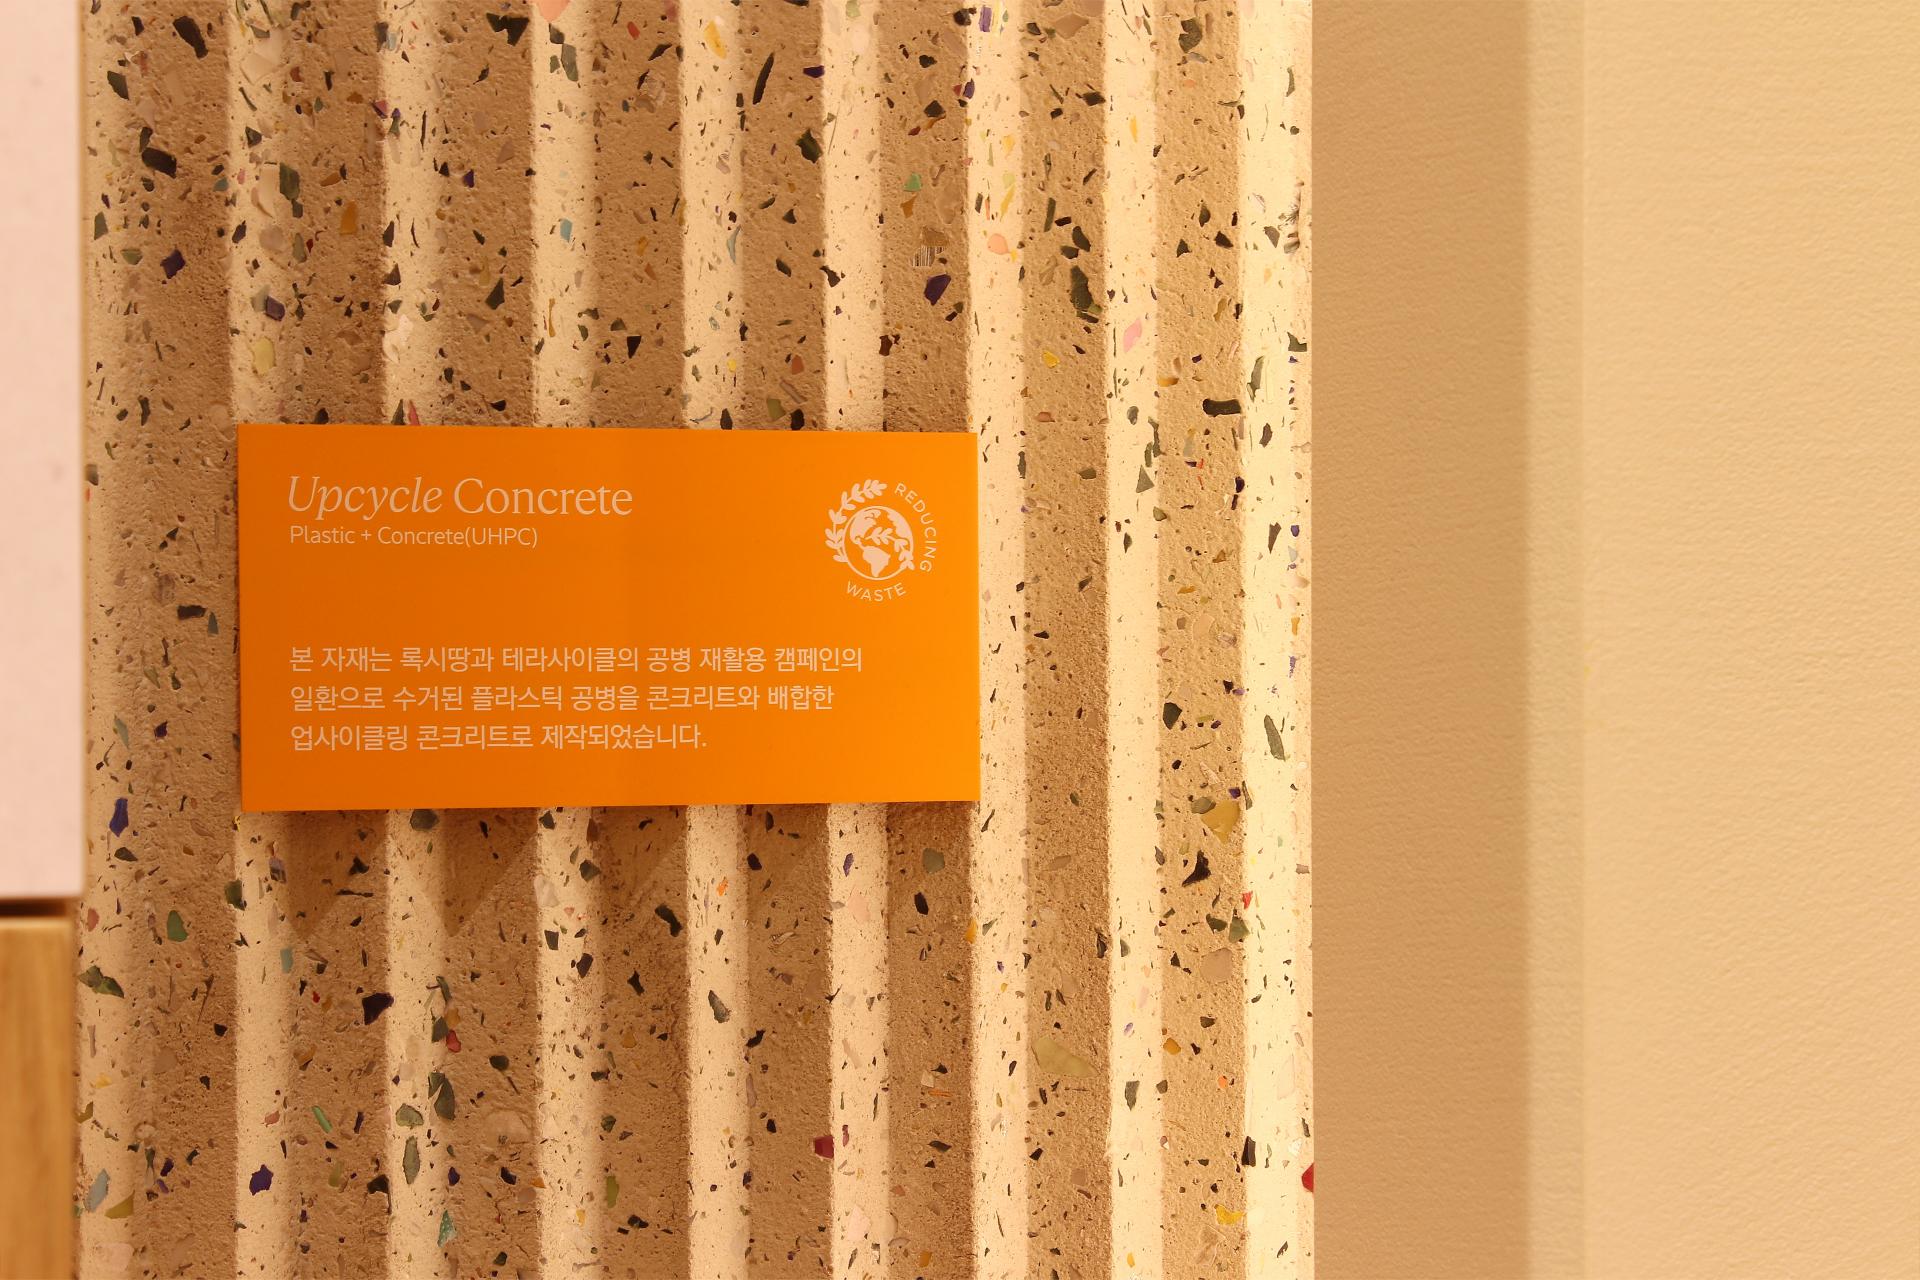 Upcycle Concrete
Plastic + Concrete(UHPC)
REDUCING
WASTE
본 자재는 록시땅과 테라사이클의 공병 재활용 캠페인의
일환으로 수거된 플라스틱 공병을 콘크리트와 배합한
업사이클링 콘크리트로 제작되었습니다.